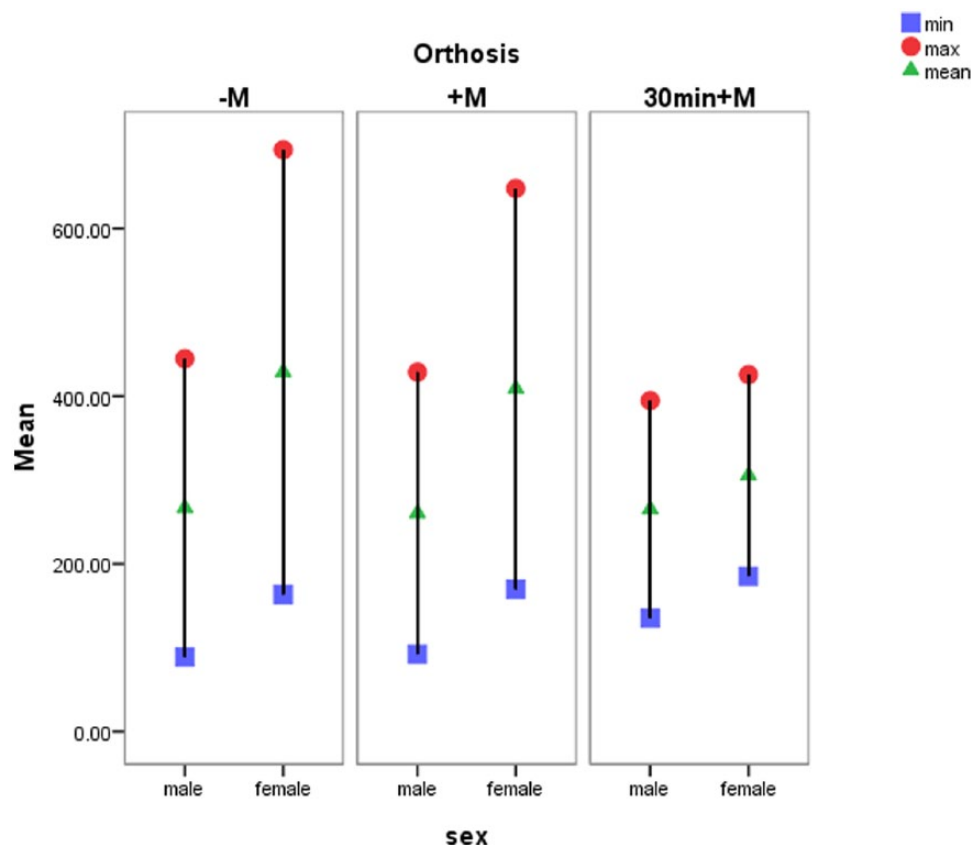 min
max
mean
Orthosis
-M +M 30min+M
600.00
400.00
200.00
0.00
Mean
male female male female male female
sex